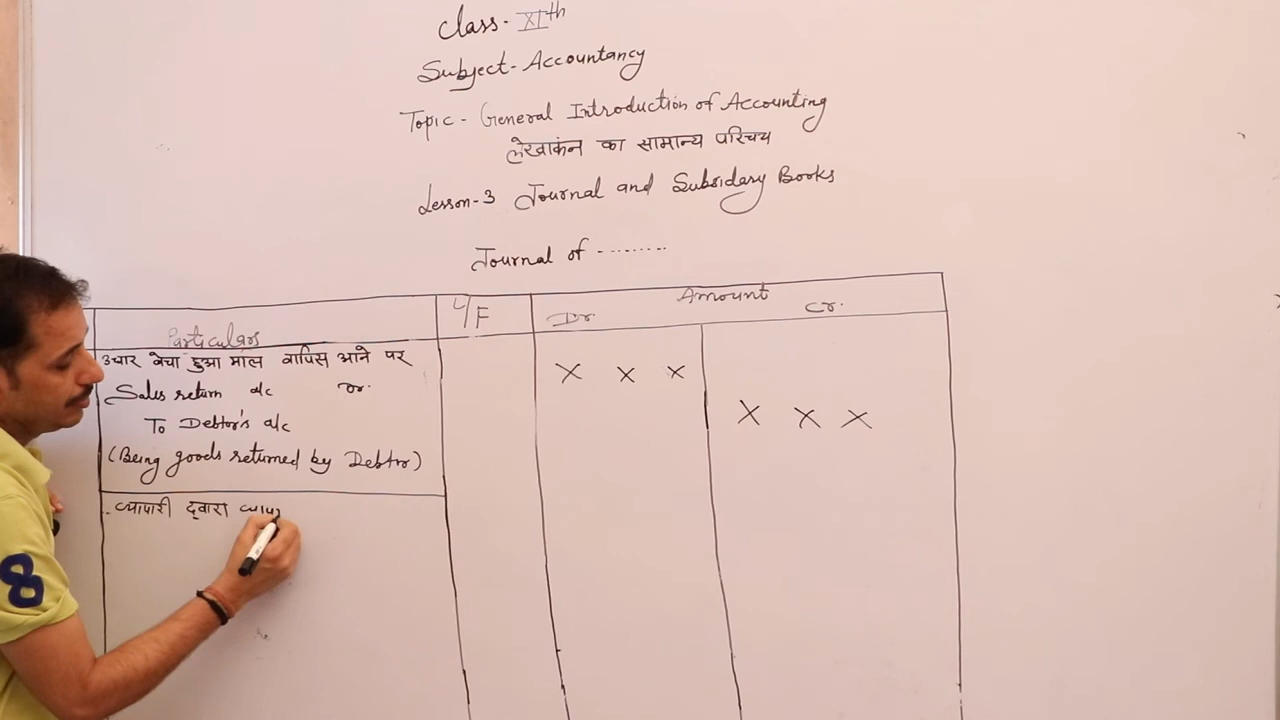 Class- XIth
Subject- Accountancy
Topic- General Introduction of Accounting
लेखाकंन का सामान्य परिचय
Lesson-3 Journal and Subsidary Books
Journal of ---------
Particulars L/F Amount
Dr. Cr.
उधार बेचा हुआ माल वापिस आने पर
Sales return a/c Dr. X X X
To Debtor's a/c X X X
(Being goods returned by Debtor)
व्यापारी द्वारा व्याप
8